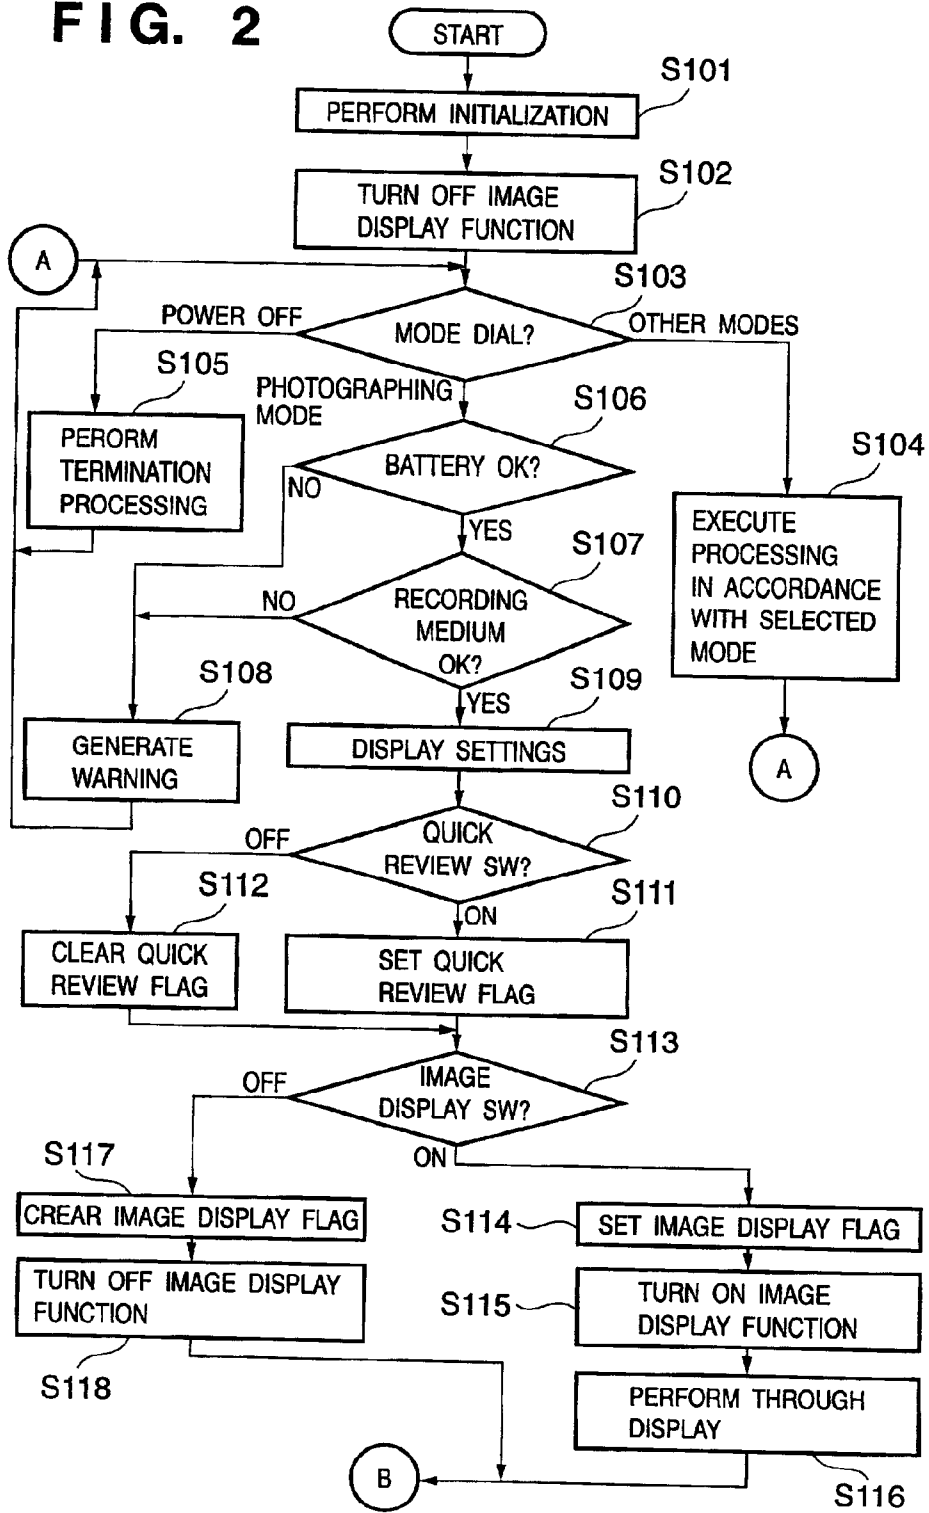 FIG. 2
START
S101
PERFORM INITIALIZATION
S102
TURN OFF IMAGE
DISPLAY FUNCTION
A
S103
MODE DIAL?
POWER OFF
OTHER MODES
S105
PERORM
TERMINATION
PROCESSING
PHOTOGRAPHING
MODE
S106
BATTERY OK?
NO
YES
S104
EXECUTE
PROCESSING
IN ACCORDANCE
WITH SELECTED
MODE
A
S107
RECORDING
MEDIUM
OK?
NO
YES
S108
GENERATE
WARNING
S109
DISPLAY SETTINGS
S110
QUICK
REVIEW SW?
OFF
ON
S112
CLEAR QUICK
REVIEW FLAG
S111
SET QUICK
REVIEW FLAG
S113
IMAGE
DISPLAY SW?
OFF
ON
S117
CREAR IMAGE DISPLAY FLAG
TURN OFF IMAGE DISPLAY
FUNCTION
S118
S114
SET IMAGE DISPLAY FLAG
S115
TURN ON IMAGE
DISPLAY FUNCTION
PERFORM THROUGH
DISPLAY
S116
B